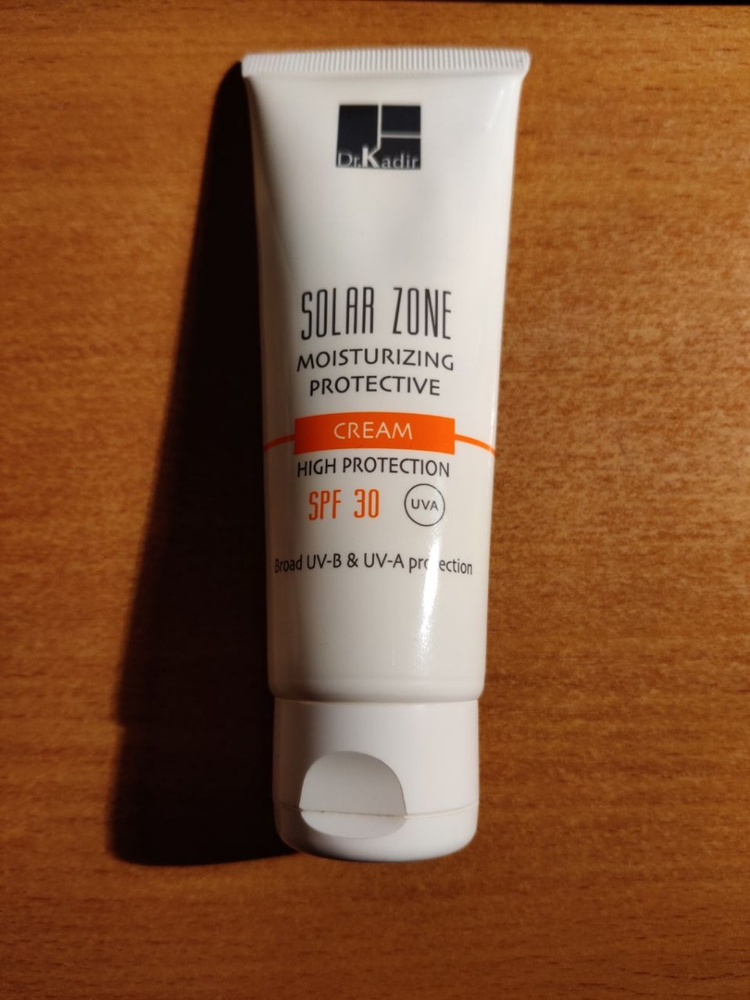 Dr.Kadir
SOLAR ZONE
MOISTURIZING
PROTECTIVE
CREAM
HIGH PROTECTION
SPF 30 UVA
Broad UV-B & UV-A protection